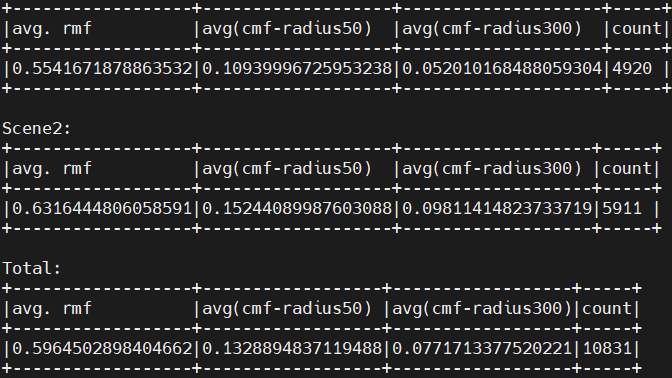 +------------------+-------------------+--------------------+-----+
|avg. rmf          |avg(cmf-radius50)  |avg(cmf-radius300)  |count|
+------------------+-------------------+--------------------+-----+
|0.5541671878863532|0.10939996725953238|0.052010168488059304|4920 |
+------------------+-------------------+--------------------+-----+
Scene2:
+------------------+-------------------+-------------------+-----+
|avg. rmf          |avg(cmf-radius50)  |avg(cmf-radius300) |count|
+------------------+-------------------+-------------------+-----+
|0.6316444806058591|0.15244089987603088|0.09811414823733719|5911 |
+------------------+-------------------+-------------------+-----+
Total:
+------------------+------------------+------------------+-----+
|avg. rmf          |avg(cmf-radius50) |avg(cmf-radius300)|count|
+------------------+------------------+------------------+-----+
|0.5964502898404662|0.1328894837119488|0.0771713377520221|10831|
+------------------+------------------+------------------+-----+